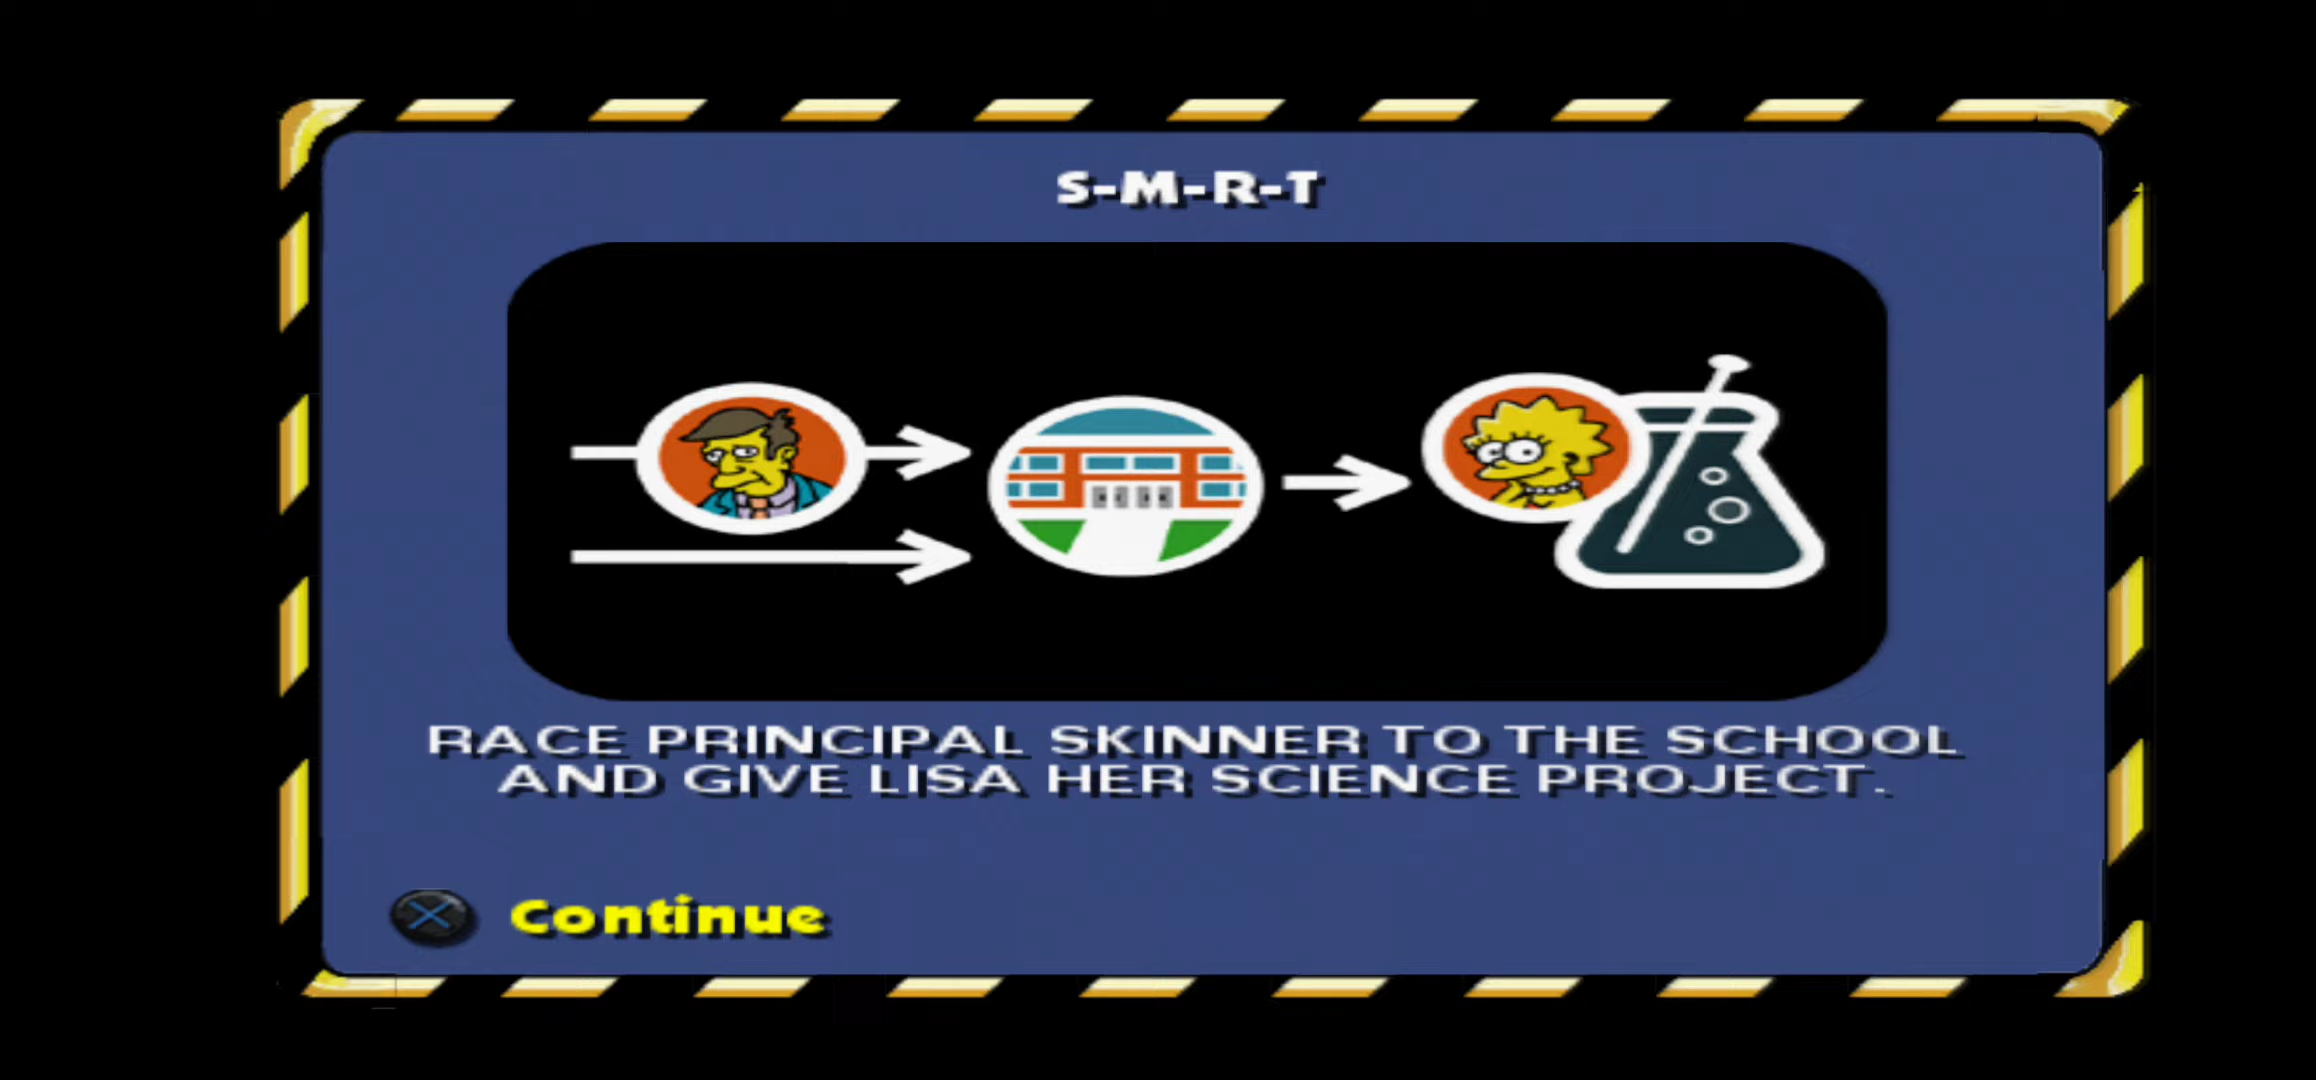 S-M-R-T
RACE PRINCIPAL SKINNER TO THE SCHOOL
AND GIVE LISA HER SCIENCE PROJECT.
Continue